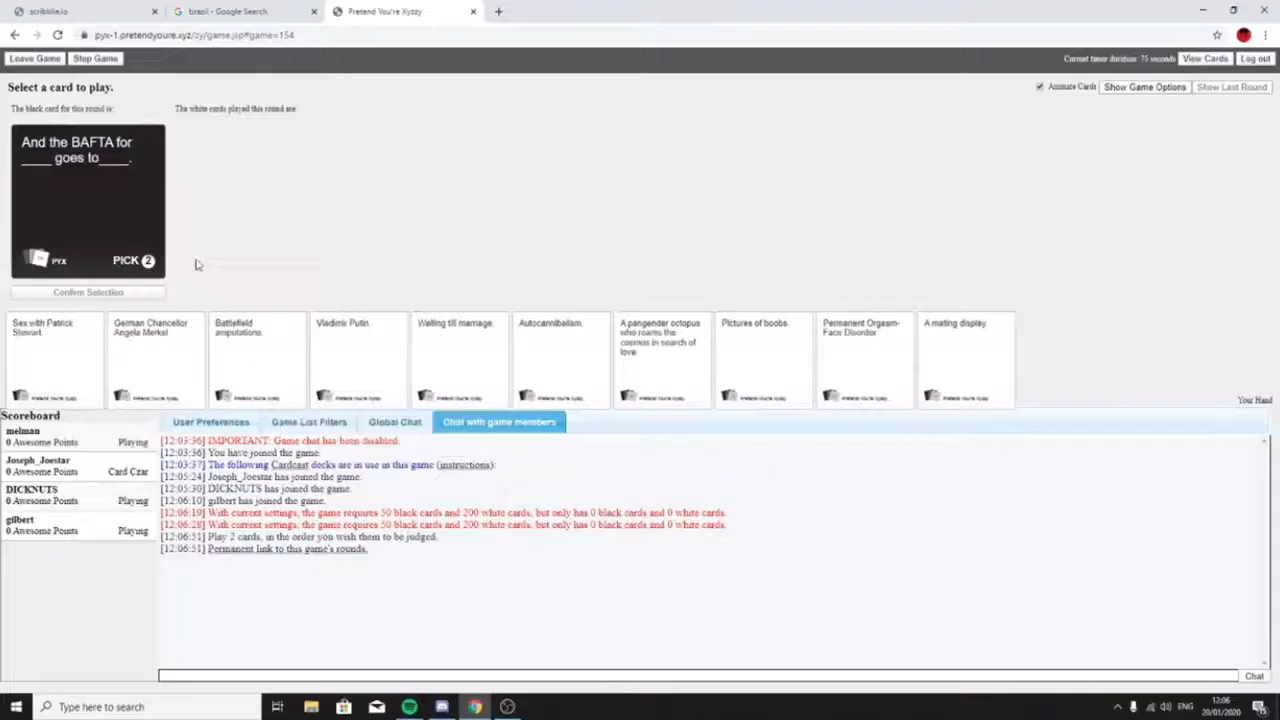 scribblie.io
brasil - Google Search
Pretend You're Xyzzy
pyx-1.pretendyoure.xyz/zy/game.jsp#game=154
Leave Game
Stop Game
Current timer duration: 75 seconds
View Cards
Log out
Select a card to play.
Animate Cards
Show Game Options
Show Last Round
The black card for this round is:
The white cards played this round are
And the BAFTA for
____ goes to____.
PYX
PICK 2
Confirm Selection
Sex with Patrick
Stewart.
German Chancellor
Angela Merkel
Battlefield
amputations.
Vladimir Putin.
Waiting till marriage.
Autocannibalism.
A pangender octopus
who roams the
cosmos in search of
love.
Pictures of boobs.
Permanent Orgasm-
Face Disorder
A mating display.
Your Hand
Scoreboard
melman
0 Awesome Points Playing
Joseph_Joestar
0 Awesome Points Card Czar
DICKNUTS
0 Awesome Points Playing
gilbert
0 Awesome Points Playing
User Preferences
Game List Filters
Global Chat
Chat with game members
[12:03:36] IMPORTANT: Game chat has been disabled.
[12:03:36] You have joined the game.
[12:03:37] The following Cardcast decks are in use in this game (instructions):
[12:05:24] Joseph_Joestar has joined the game.
[12:05:30] DICKNUTS has joined the game.
[12:06:10] gilbert has joined the game.
[12:06:19] With current settings, the game requires 50 black cards and 200 white cards, but only has 0 black cards and 0 white cards.
[12:06:28] With current settings, the game requires 50 black cards and 200 white cards, but only has 0 black cards and 0 white cards.
[12:06:51] Play 2 cards, in the order you wish them to be judged.
[12:06:51] Permanent link to this game's rounds.
Chat
Type here to search
ENG
12:06
20/01/2020